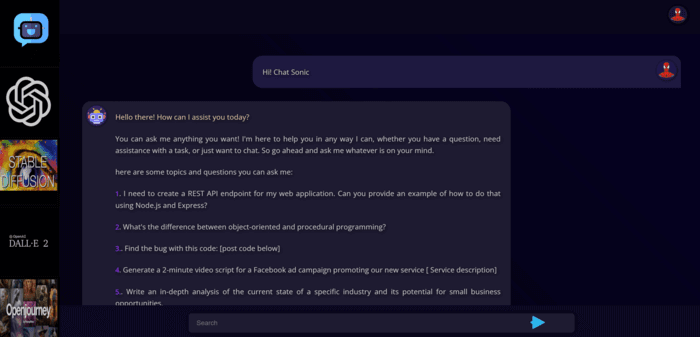 Hi! Chat Sonic
Hello there! How can I assist you today?
You can ask me anything you want! I'm here to help you in any way I can, whether you have a question, need
assistance with a task, or just want to chat. So go ahead and ask me whatever is on your mind.
here are some topics and questions you can ask me:
1. I need to create a REST API endpoint for my web application. Can you provide an example of how to do that
using Node.js and Express?
2. What's the difference between object-oriented and procedural programming?
3.. Find the bug with this code: [post code below]
4. Generate a 2-minute video script for a Facebook ad campaign promoting our new service [ Service description]
5.. Write an in-depth analysis of the current state of a specific industry and its potential for small business
opportunities.
STABLE
DIFFUSION
DALL·E 2
Openjourney
Search